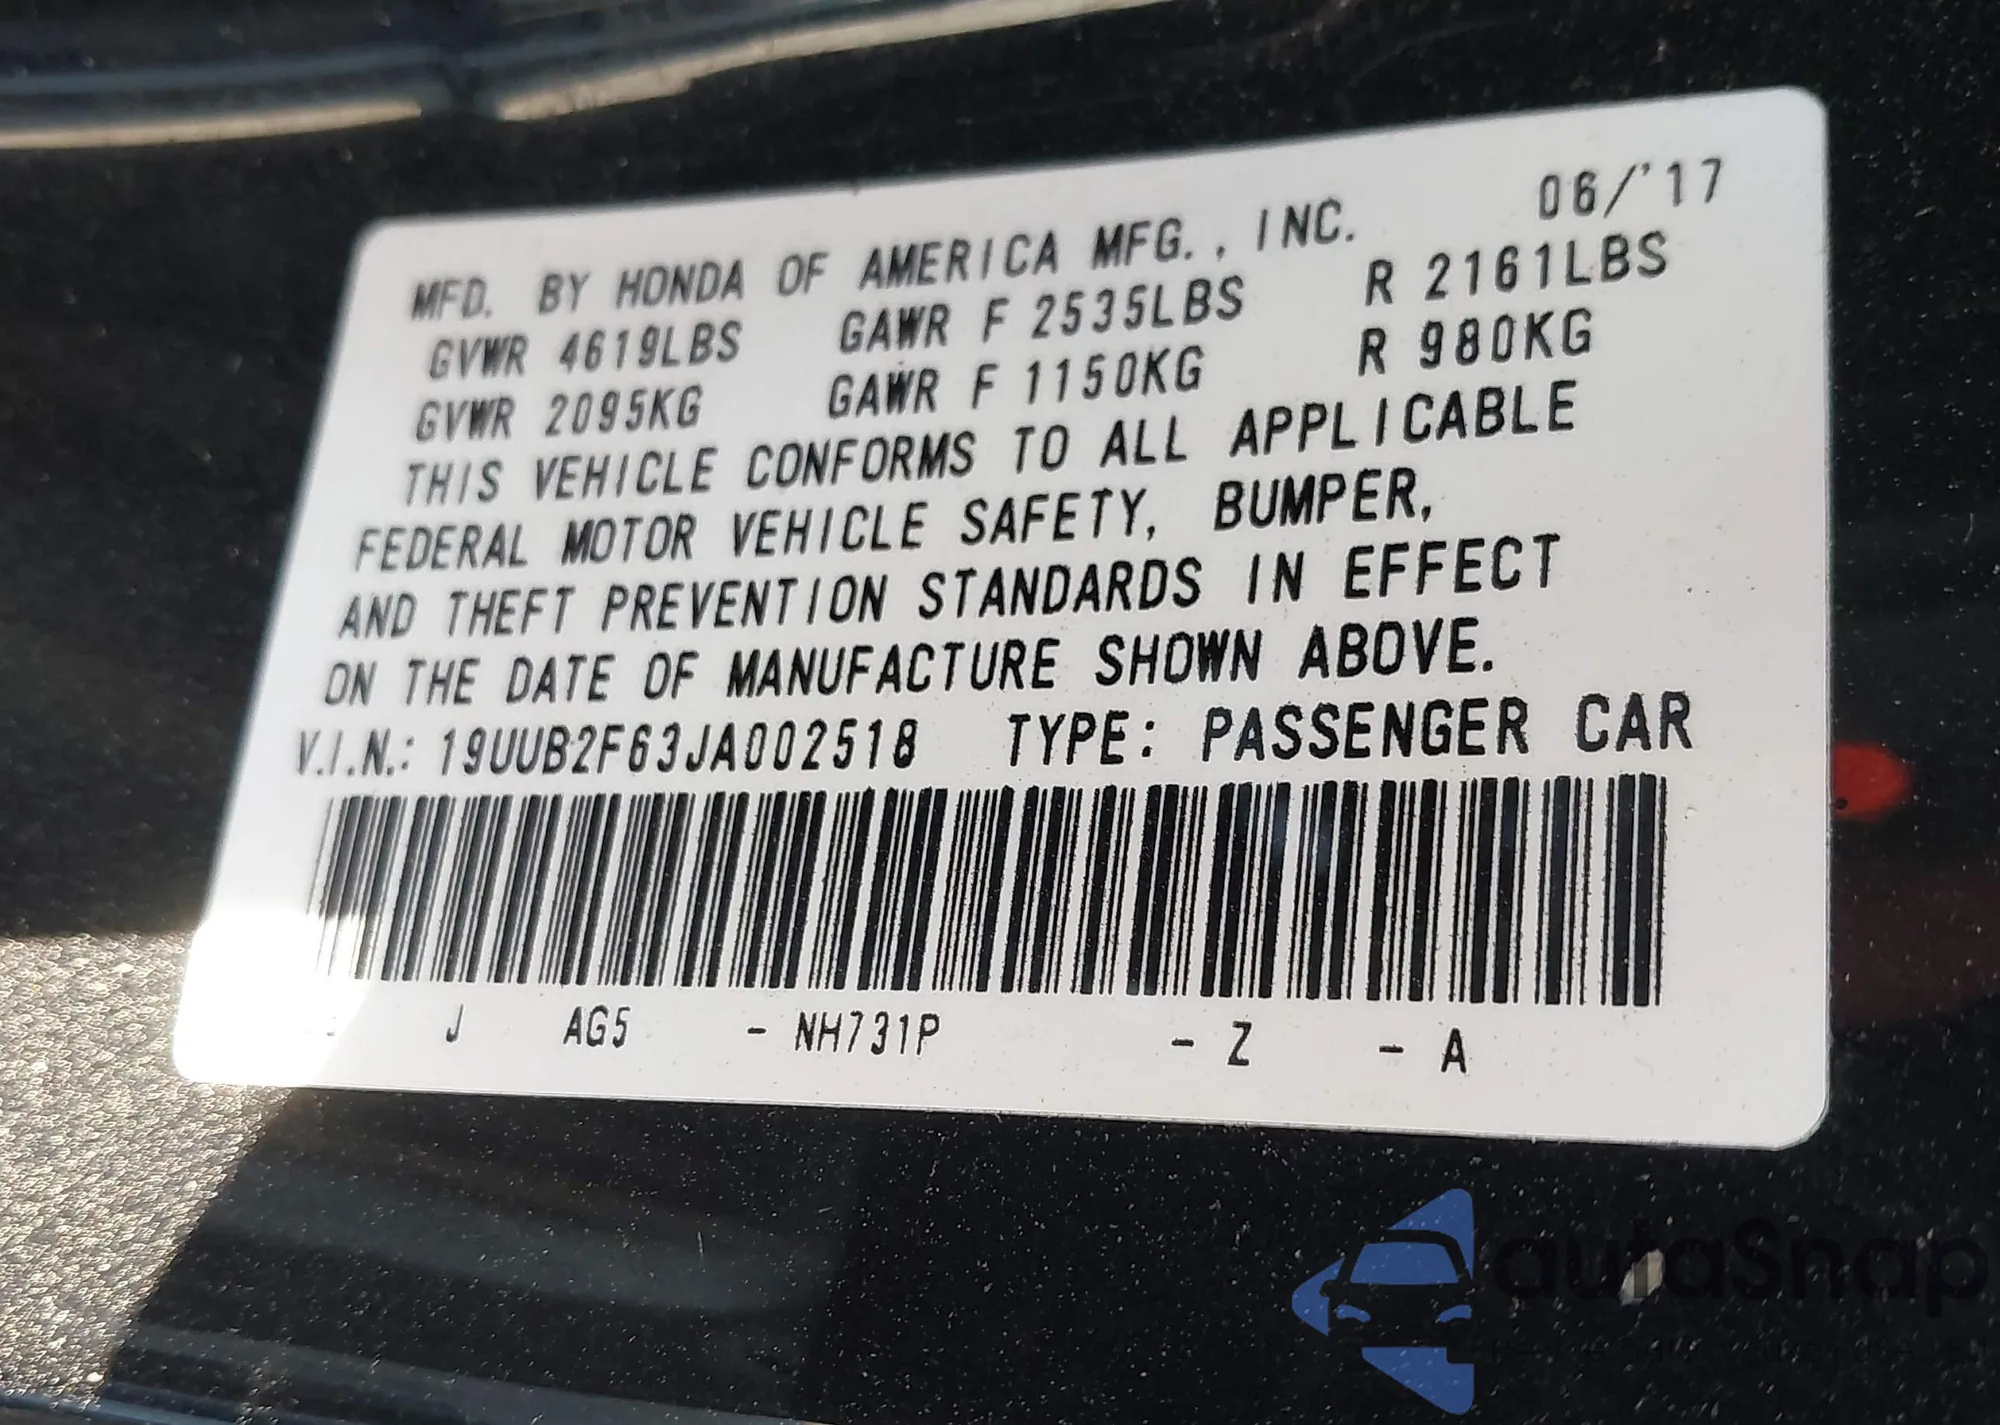 06/'17
MFD. BY HONDA OF AMERICA MFG., INC.
GVWR 4619LBS GAWR F 2535LBS R 2161LBS
GVWR 2095KG GAWR F 1150KG R 980KG
THIS VEHICLE CONFORMS TO ALL APPLICABLE
FEDERAL MOTOR VEHICLE SAFETY, BUMPER,
AND THEFT PREVENTION STANDARDS IN EFFECT
ON THE DATE OF MANUFACTURE SHOWN ABOVE.
V.I.N.: 19UUB2F63JA002518 TYPE: PASSENGER CAR
J AG5 - NH731P - Z - A
autaSnap